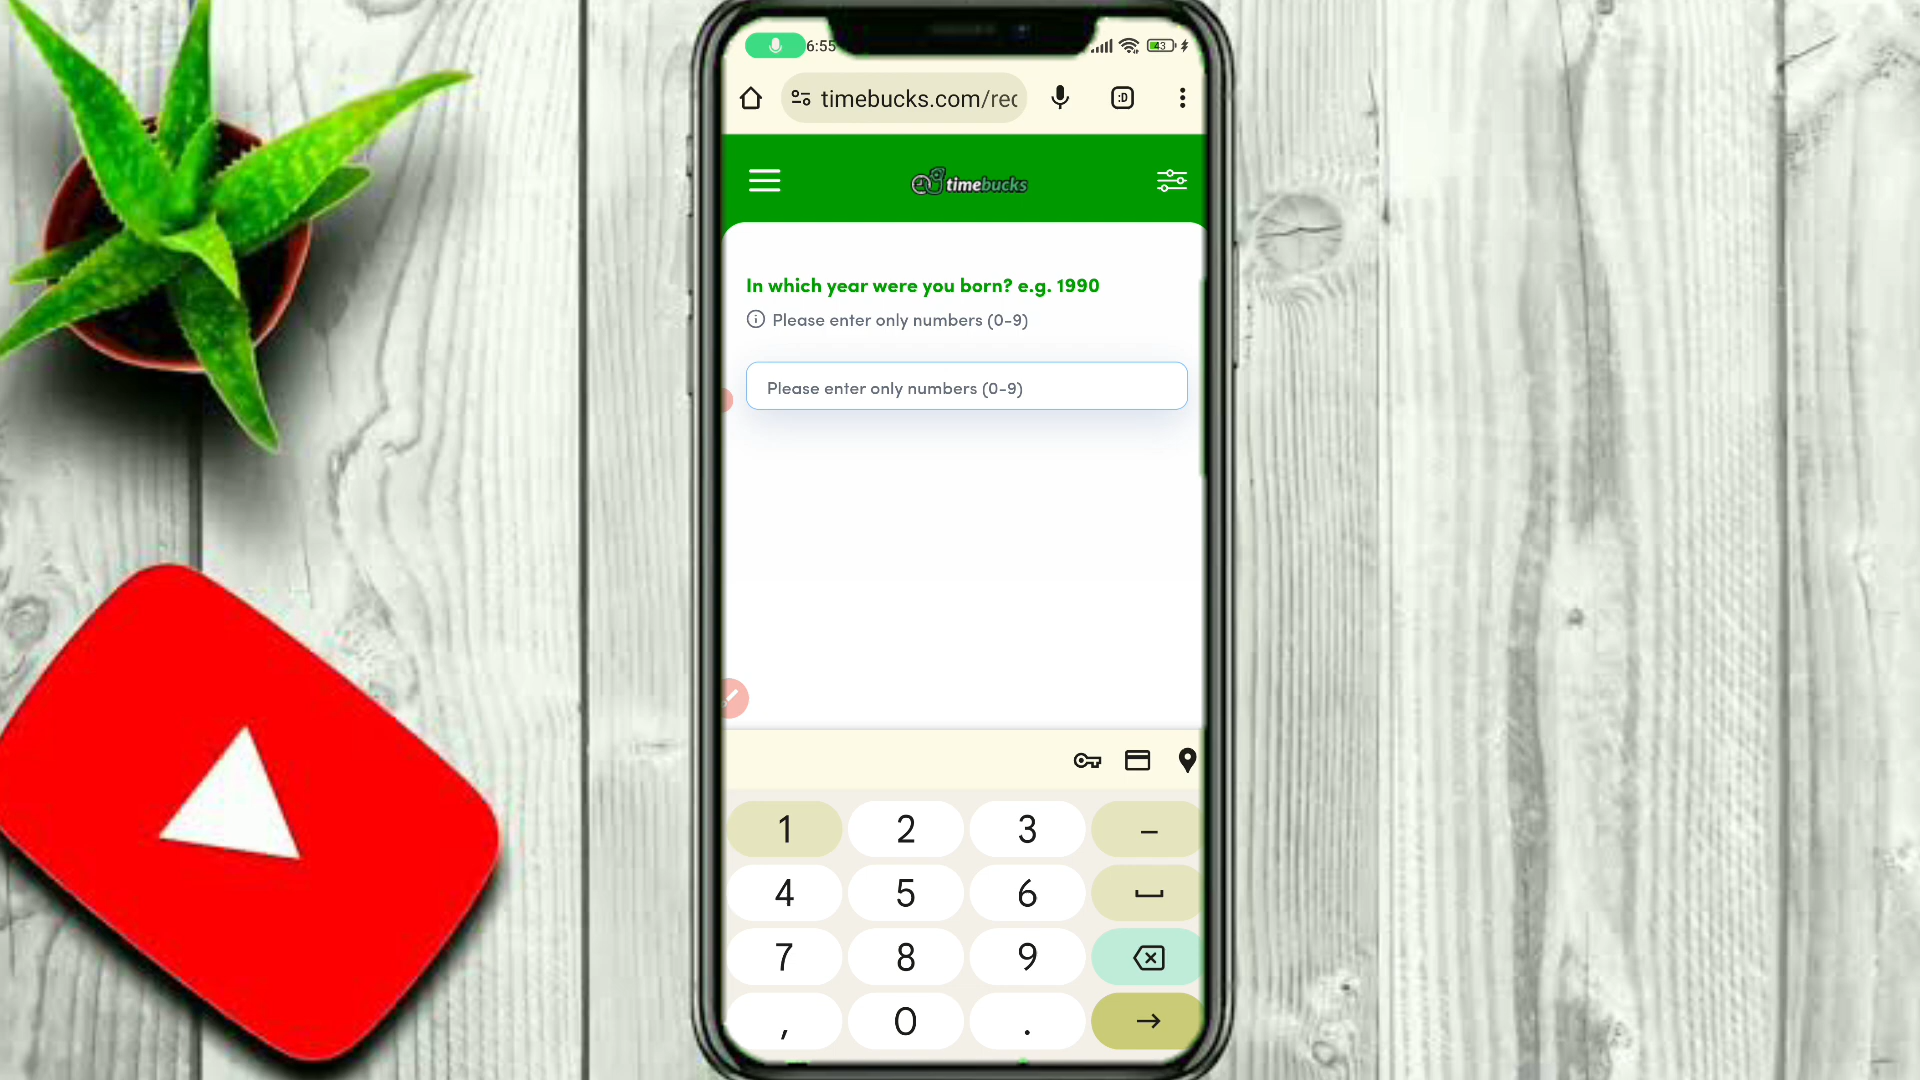 6:55
43
timebucks.com/rec
:D
timebucks
In which year were you born? e.g. 1990
Please enter only numbers (0-9)
Please enter only numbers (0-9)
1 2 3 –
4 5 6
7 8 9
, 0 .